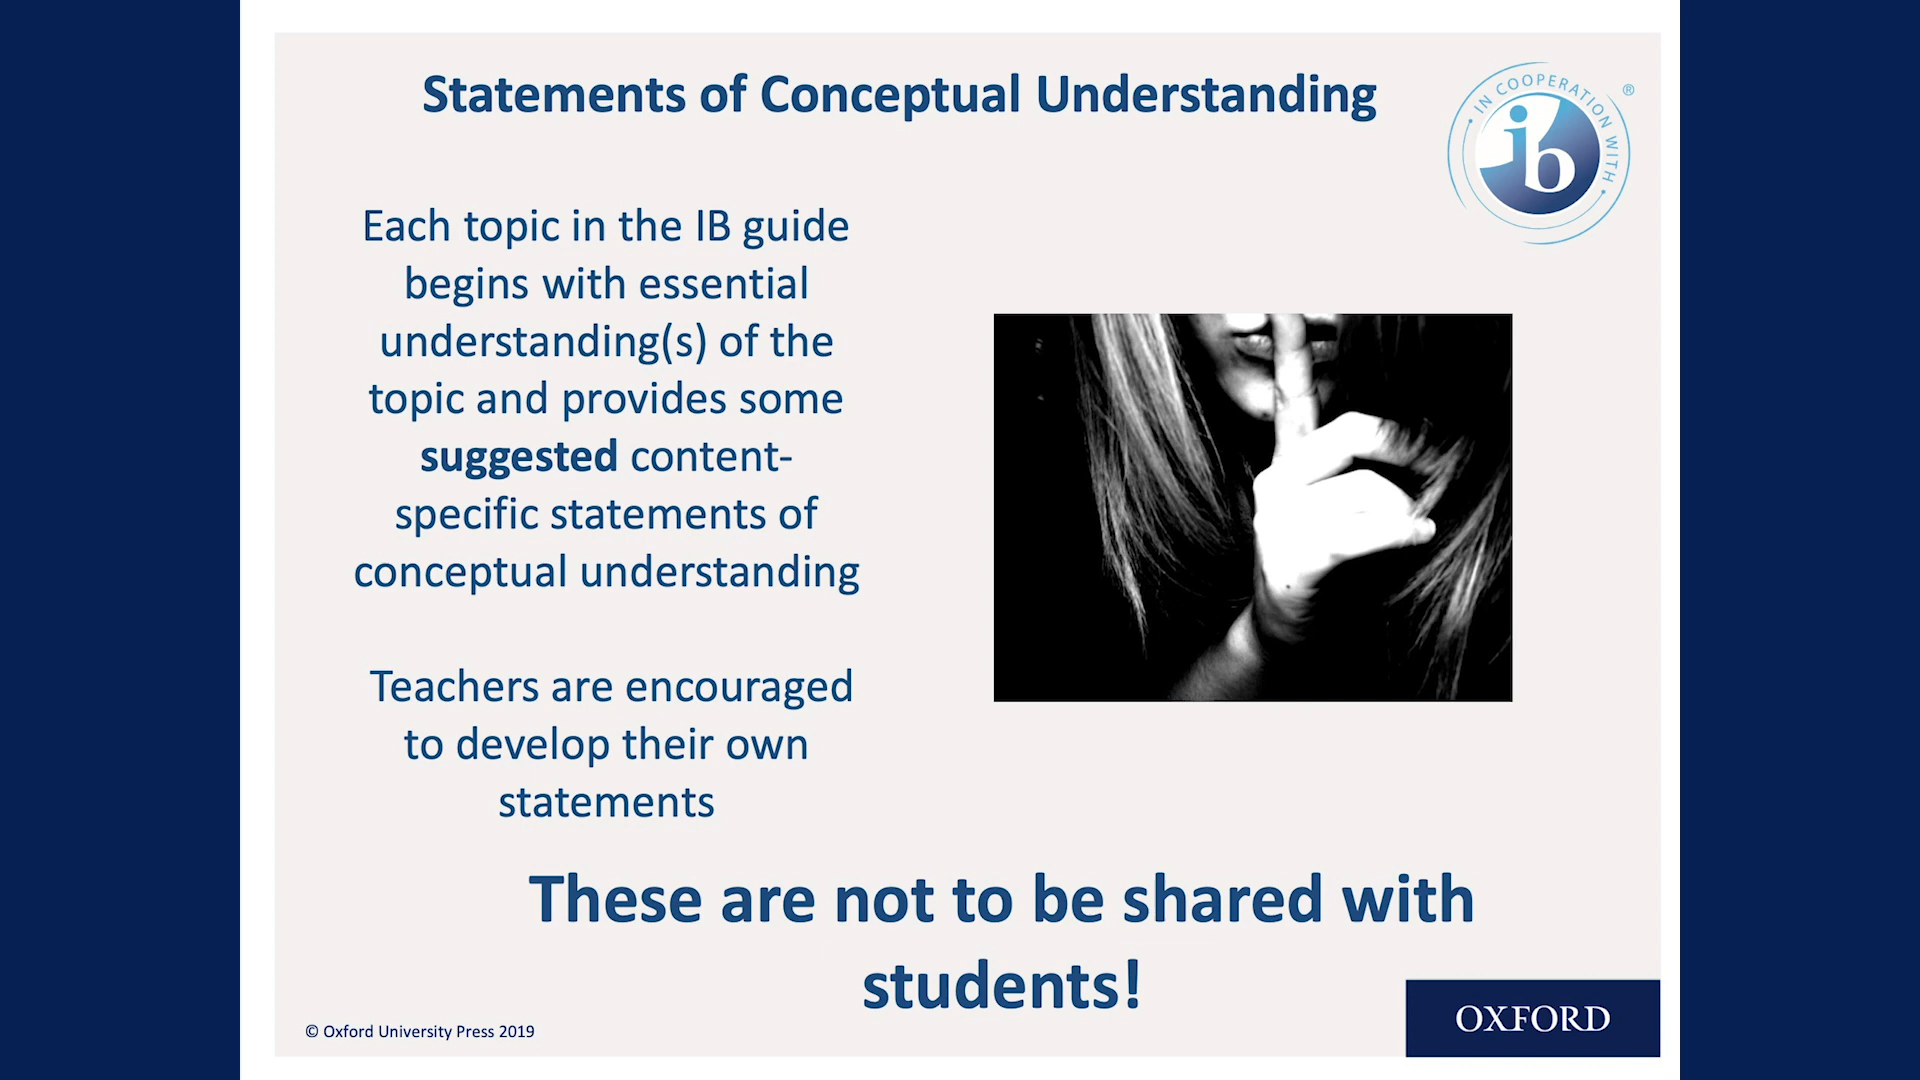 Statements of Conceptual Understanding
IN COOPERATION WITH
ib
®
Each topic in the IB guide
begins with essential
understanding(s) of the
topic and provides some
suggested content-
specific statements of
conceptual understanding
Teachers are encouraged
to develop their own
statements
These are not to be shared with
students!
© Oxford University Press 2019
OXFORD